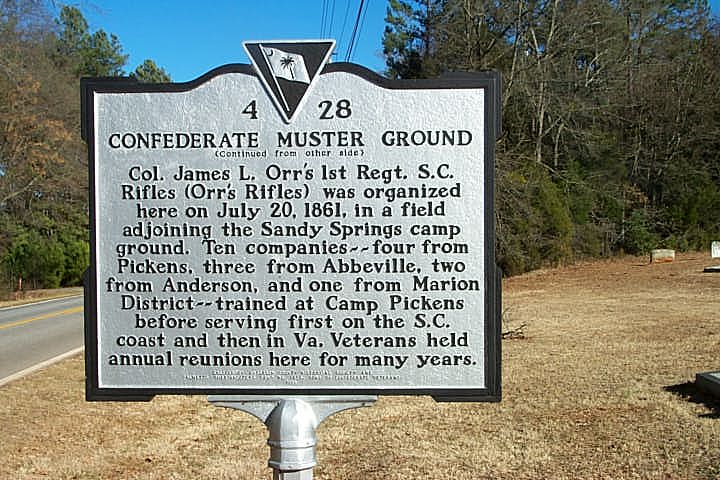 4 28
CONFEDERATE MUSTER GROUND
(Continued from other side)
Col. James L. Orr's 1st Regt. S.C.
Rifles (Orr's Rifles) was organized
here on July 20, 1861, in a field
adjoining the Sandy Springs camp
ground. Ten companies--four from
Pickens, three from Abbeville, two
from Anderson, and one from Marion
District--trained at Camp Pickens
before serving first on the S.C.
coast and then in Va. Veterans held
annual reunions here for many years.